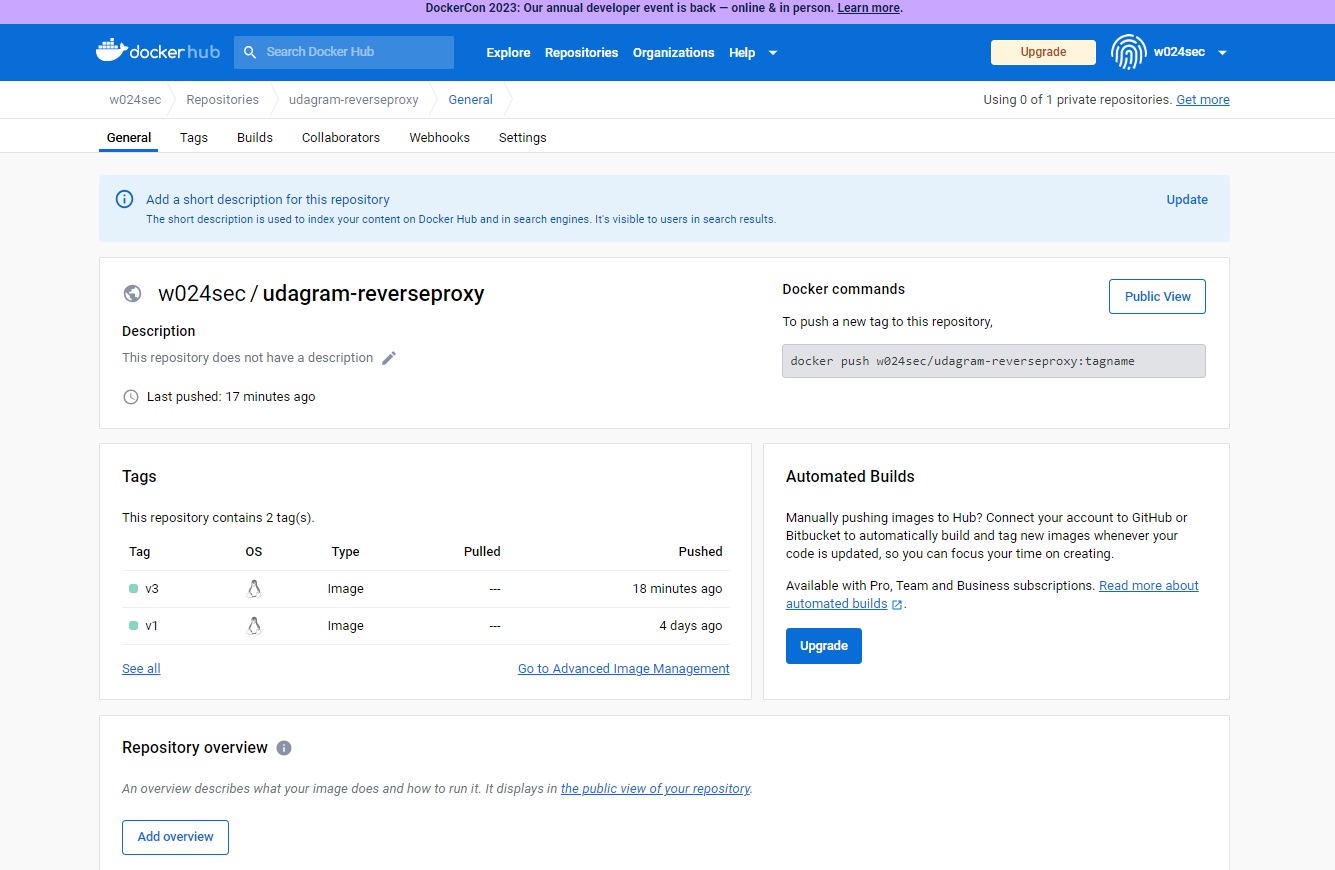 DockerCon 2023: Our annual developer event is back — online & in person. Learn more.
docker hub
Search Docker Hub
Explore Repositories Organizations Help
Upgrade
w024sec
w024sec Repositories udagram-reverseproxy General
Using 0 of 1 private repositories. Get more
General Tags Builds Collaborators Webhooks Settings
Add a short description for this repository
Update
The short description is used to index your content on Docker Hub and in search engines. It's visible to users in search results.
w024sec / udagram-reverseproxy
Description
This repository does not have a description
Last pushed: 17 minutes ago
Docker commands
Public View
To push a new tag to this repository,
docker push w024sec/udagram-reverseproxy:tagname
Tags
This repository contains 2 tag(s).
Tag OS Type Pulled Pushed
v3 Image --- 18 minutes ago
v1 Image --- 4 days ago
See all Go to Advanced Image Management
Automated Builds
Manually pushing images to Hub? Connect your account to GitHub or
Bitbucket to automatically build and tag new images whenever your
code is updated, so you can focus your time on creating.
Available with Pro, Team and Business subscriptions. Read more about
automated builds .
Upgrade
Repository overview
An overview describes what your image does and how to run it. It displays in the public view of your repository.
Add overview